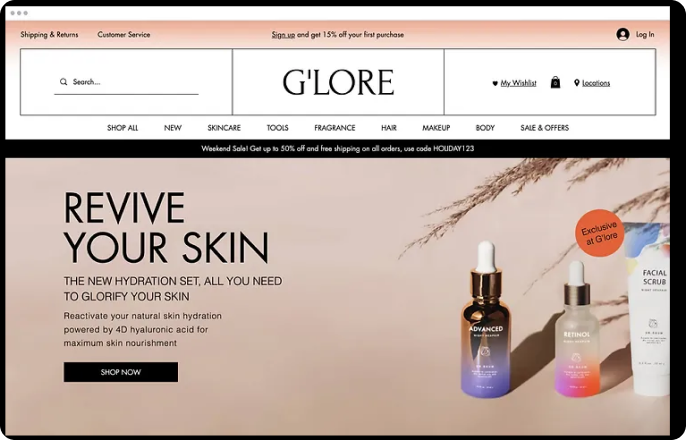 Shipping & Returns
Customer Service
Sign up and get 15% off your first purchase
Log In
Search...
G'LORE
My Wishlist
Locations
SHOP ALL
NEW
SKINCARE
TOOLS
FRAGRANCE
HAIR
MAKEUP
BODY
SALE & OFFERS
Weekend Sale! Get up to 50% off and free shipping on all orders, use code HOLIDAY123
REVIVE
YOUR SKIN
THE NEW HYDRATION SET, ALL YOU NEED
TO GLORIFY YOUR SKIN
Reactivate your natural skin hydration
powered by 4D hyaluronic acid for
maximum skin nourishment
SHOP NOW
Exclusive
at G'lore
ADVANCED
RETINOL
FACIAL
SCRUB